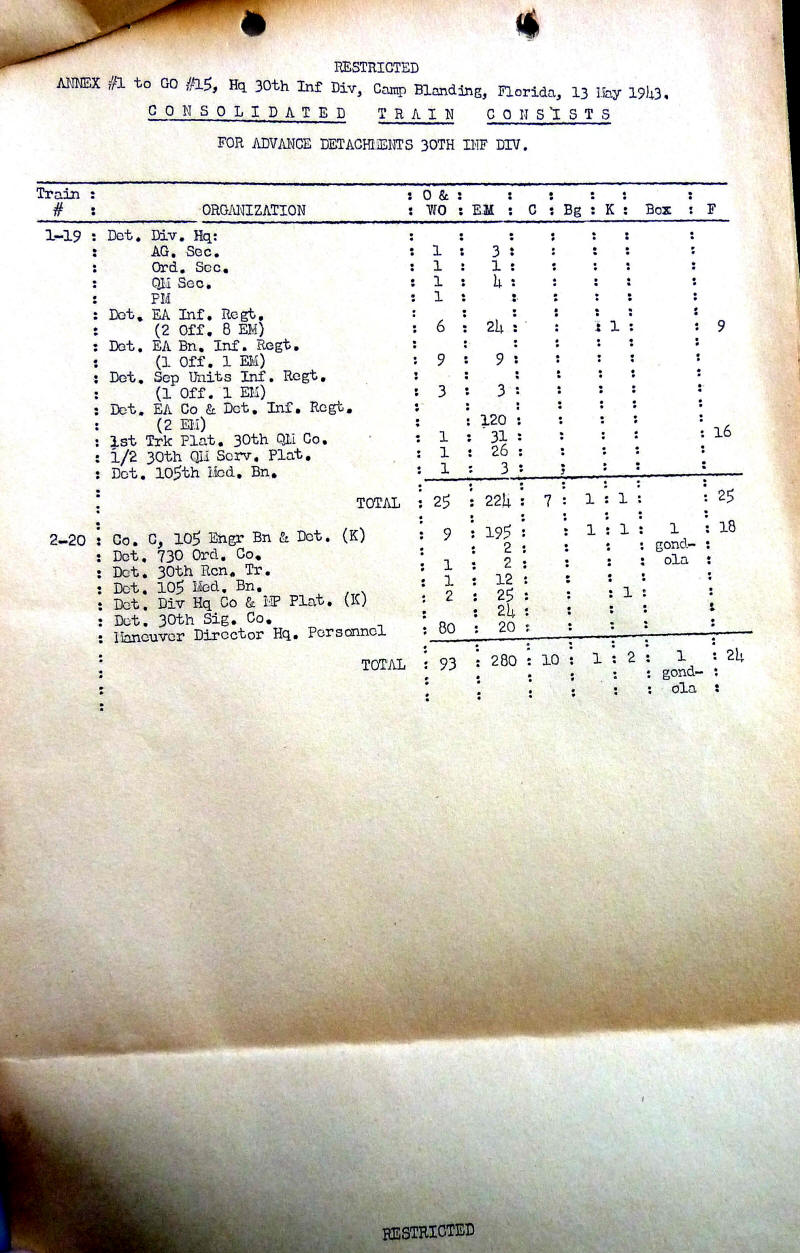 RESTRICTED
ANNEX #1 to GO #15, Hq 30th Inf Div, Camp Blanding, Florida, 13 May 1943.
CONSOLIDATED TRAIN CONSISTS
FOR ADVANCE DETACHMENTS 30TH INF DIV.
Train : : O & : : : : : :
# : ORGANIZATION : WO : EM : C : Bg : K : Box : F
1-19 : Det. Div. Hq: : : : : : : :
: AG. Sec. : 1 : 3 : : : : :
: Ord. Sec. : 1 : 1 : : : : :
: QM Sec. : 1 : 4 : : : : :
: PM : 1 : : : : : :
: Det. EA Inf. Regt. : : : : : : :
: (2 Off. 8 EM) : 6 : 24 : : : 1 : : 9
: Det. EA Bn. Inf. Regt. : : : : : : :
: (1 Off. 1 EM) : 9 : 9 : : : : :
: Det. Sep Units Inf. Regt. : : : : : : :
: (1 Off. 1 EM) : 3 : 3 : : : : :
: Det. EA Co & Det. Inf. Regt. : : : : : : :
: (2 EM) : : 120 : : : : :
: 1st Trk Plat. 30th QM Co. : 1 : 31 : : : : : 16
: 1/2 30th QM Serv. Plat. : 1 : 26 : : : : :
: Det. 105th Med. Bn. : 1 : 3 : : : : :
: TOTAL : 25 : 224 : 7 : 1 : 1 : : 25
2-20 : Co. C, 105 Engr Bn & Det. (K) : 9 : 195 : : 1 : 1 : 1 : 18
: Det. 730 Ord. Co. : : 2 : : : : gond- :
: Det. 30th Rcn. Tr. : 1 : 2 : : : : ola :
: Det. 105 Med. Bn. : 1 : 12 : : : : :
: Det. Div Hq Co & MP Plat. (K) : 2 : 25 : : : 1 : :
: Det. 30th Sig. Co. : : 24 : : : : :
: Maneuver Director Hq. Personnel : 80 : 20 : : : : :
: TOTAL : 93 : 280 : 10 : 1 : 2 : 1 : 24
: : : : : : : gond- :
: : : : : : : ola :
RESTRICTED